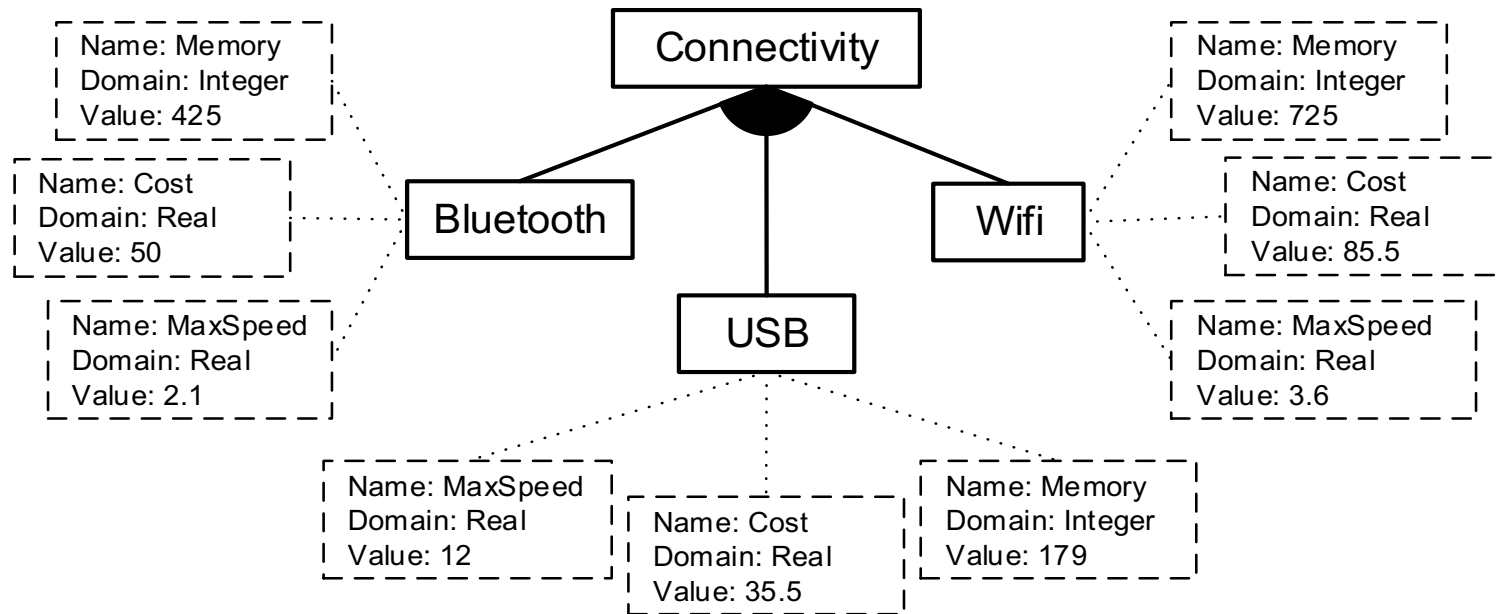 Connectivity
Name: Memory
Domain: Integer
Value: 425
Name: Cost
Domain: Real
Value: 50
Name: MaxSpeed
Domain: Real
Value: 2.1
Bluetooth
USB
Wifi
Name: Memory
Domain: Integer
Value: 725
Name: Cost
Domain: Real
Value: 85.5
Name: MaxSpeed
Domain: Real
Value: 3.6
Name: MaxSpeed
Domain: Real
Value: 12
Name: Cost
Domain: Real
Value: 35.5
Name: Memory
Domain: Integer
Value: 179